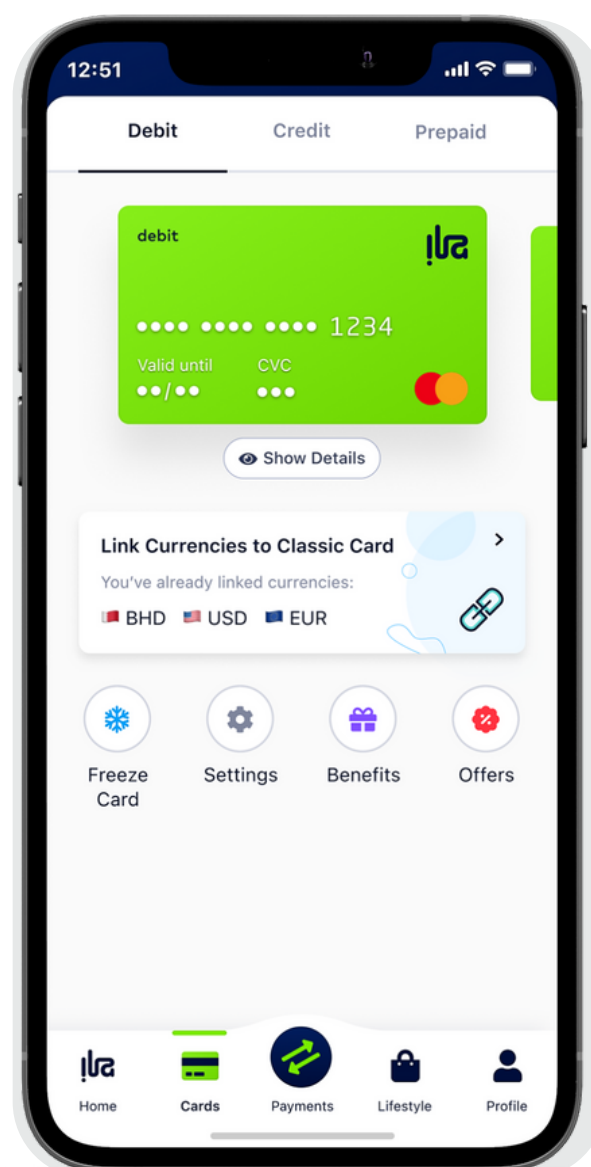 12:51
Debit Credit Prepaid
debit
ila
•••• •••• •••• 1234
Valid until CVC
••/•• •••
Show Details
Link Currencies to Classic Card
You've already linked currencies:
BHD USD EUR
Freeze Card
Settings
Benefits
Offers
ila
Home Cards Payments Lifestyle Profile